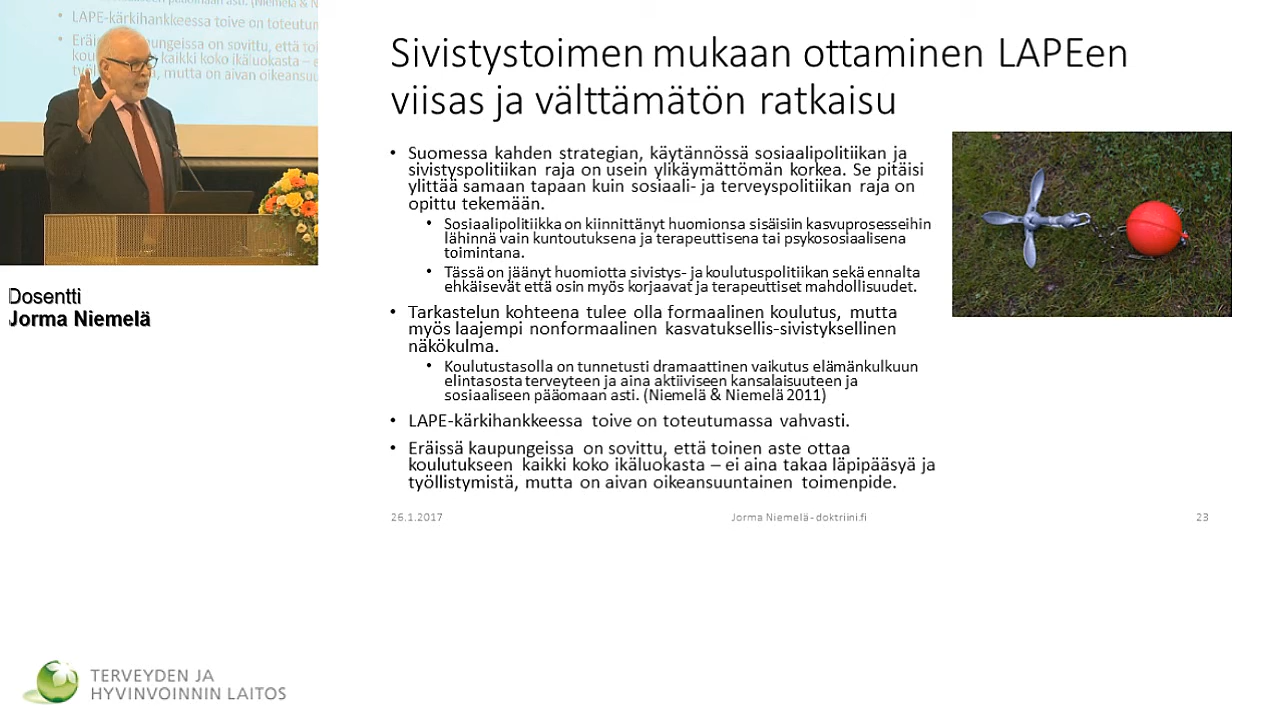 päädomaan asti. (Niemelä & Niem
LAPE-kärkihankkeessa toive on toteutum
Eräis kaupungeissa on sovittu, että toi
kou kaikki koko ikäluokasta – e
työl , mutta on aivan oikeansuu
Dosentti
Jorma Niemelä
Sivistystoimen mukaan ottaminen LAPEen
viisas ja välttämätön ratkaisu
• Suomessa kahden strategian, käytännössä sosiaalipolitiikan ja
sivistyspolitiikan raja on usein ylikäymättömän korkea. Se pitäisi
ylittää samaan tapaan kuin sosiaali- ja terveyspolitiikan raja on
opittu tekemään.
• Sosiaalipolitiikka on kiinnittänyt huomionsa sisäisiin kasvuprosesseihin
lähinnä vain kuntoutuksena ja terapeuttisena tai psykososiaalisena
toimintana.
• Tässä on jäänyt huomiotta sivistys- ja koulutuspolitiikan sekä ennalta
ehkäisevät että osin myös korjaavat ja terapeuttiset mahdollisuudet.
• Tarkastelun kohteena tulee olla formaalinen koulutus, mutta
myös laajempi nonformaalinen kasvatuksellis-sivistyksellinen
näkökulma.
• Koulutustasolla on tunnetusti dramaattinen vaikutus elämänkulkuun
elintasosta terveyteen ja aina aktiiviseen kansalaisuuteen ja
sosiaaliseen pääomaan asti. (Niemelä & Niemelä 2011)
• LAPE-kärkihankkeessa toive on toteutumassa vahvasti.
• Eräissä kaupungeissa on sovittu, että toinen aste ottaa
koulutukseen kaikki koko ikäluokasta – ei aina takaa läpipääsyä ja
työllistymistä, mutta on aivan oikeansuuntainen toimenpide.
26.1.2017
Jorma Niemelä - doktriini.fi
23
TERVEYDEN JA
HYVINVOINNIN LAITOS